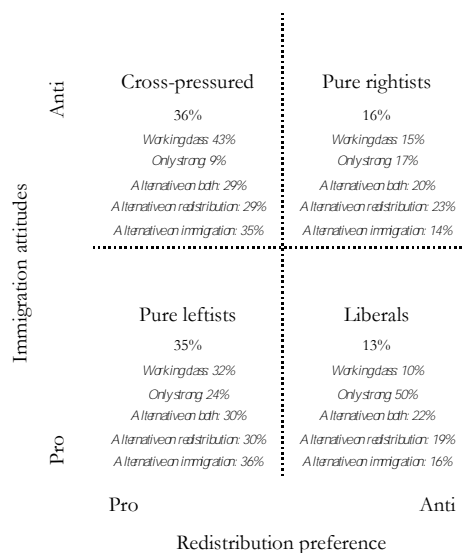 Anti
Cross-pressured
36%
Working class: 43%
Only strong: 9%
Alternative on both: 29%
Alternative on redistribution: 29%
Alternative on immigration: 35%
Pure rightists
16%
Working class: 15%
Only strong: 17%
Alternative on both: 20%
Alternative on redistribution: 23%
Alternative on immigration: 14%
Immigration attitudes
Pure leftists
35%
Working class: 32%
Only strong: 24%
Alternative on both: 30%
Alternative on redistribution: 30%
Alternative on immigration: 36%
Liberals
13%
Working class: 10%
Only strong: 50%
Alternative on both: 22%
Alternative on redistribution: 19%
Alternative on immigration: 16%
Pro
Pro
Anti
Redistribution preference